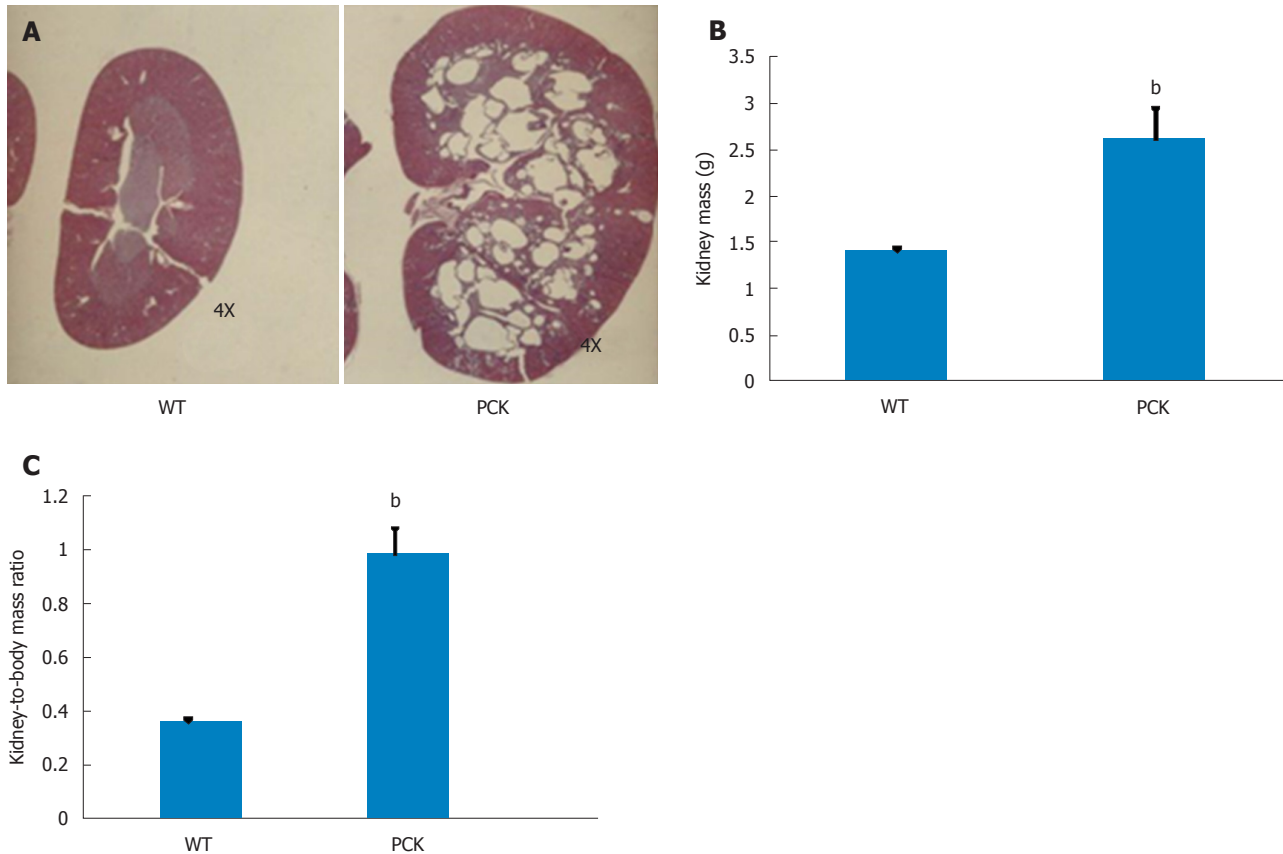 A
4X
4X
WT PCK
B
3.5
3
2.5
2
1.5
1
0.5
0
Kidney mass (g)
b
WT PCK
C
1.2
1
0.8
0.6
0.4
0.2
0
Kidney-to-body mass ratio
b
WT PCK